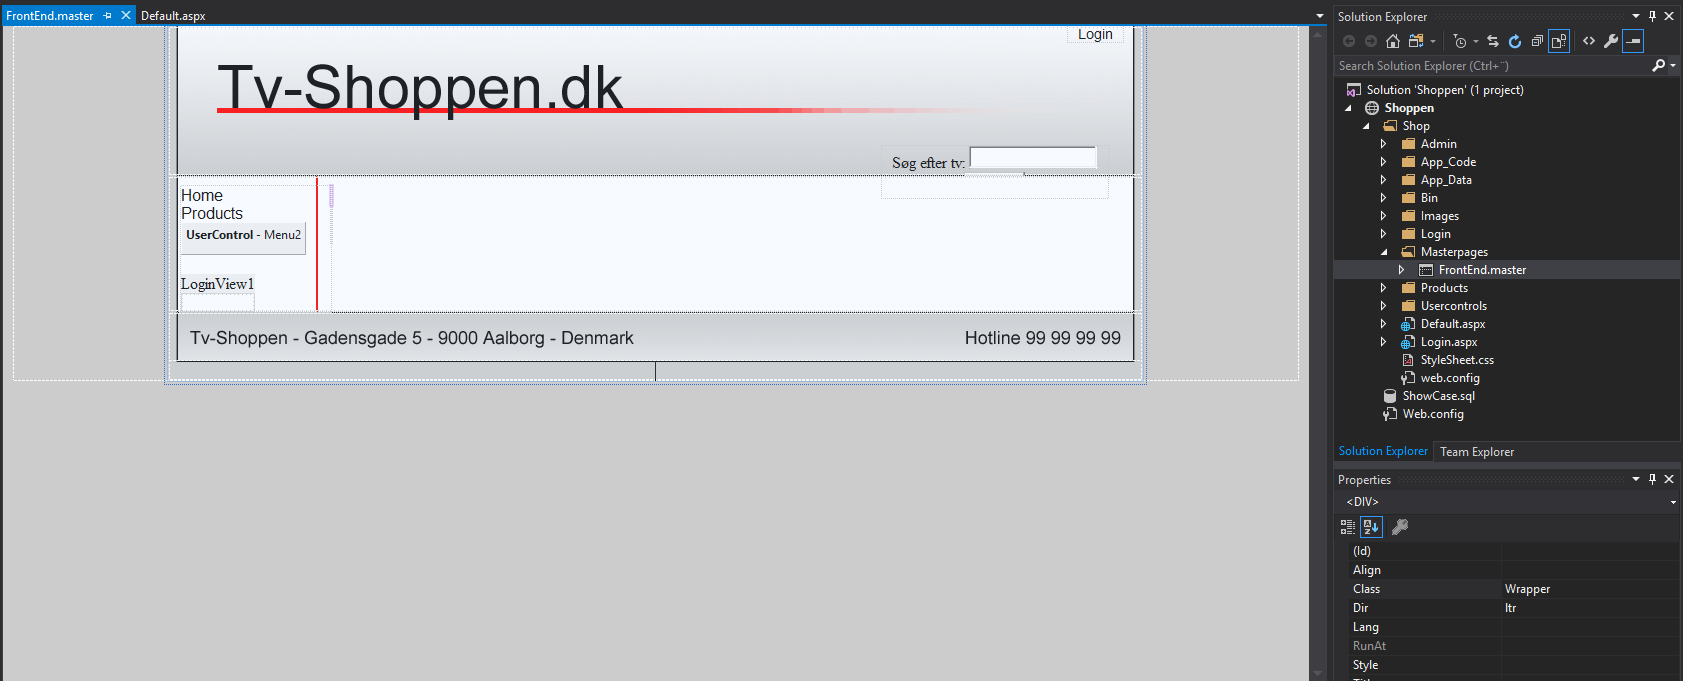 FrontEnd.master
Default.aspx
Login
Tv-Shoppen.dk
Søg efter tv:
Home
Products
UserControl - Menu2
LoginView1
Tv-Shoppen - Gadensgade 5 - 9000 Aalborg - Denmark
Hotline 99 99 99 99
Solution Explorer
Search Solution Explorer (Ctrl+¨)
Solution 'Shoppen' (1 project)
Shoppen
Shop
Admin
App_Code
App_Data
Bin
Images
Login
Masterpages
FrontEnd.master
Products
Usercontrols
Default.aspx
Login.aspx
StyleSheet.css
web.config
ShowCase.sql
Web.config
Solution Explorer Team Explorer
Properties
<DIV>
(Id)
Align
Class Wrapper
Dir ltr
Lang
RunAt
Style